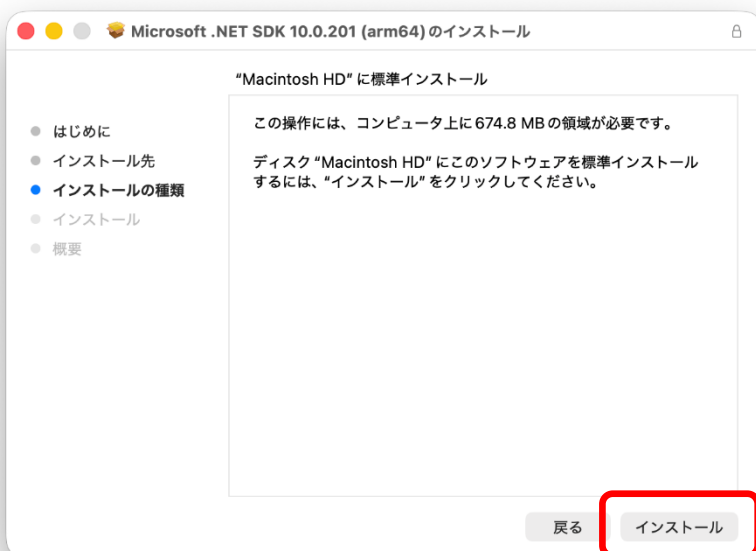 Microsoft .NET SDK 10.0.201 (arm64)のインストール
“Macintosh HD” に標準インストール
はじめに
インストール先
インストールの種類
インストール
概要
この操作には、コンピュータ上に674.8 MBの領域が必要です。
ディスク“Macintosh HD” にこのソフトウェアを標準インストール
するには、“インストール” をクリックしてください。
戻る
インストール